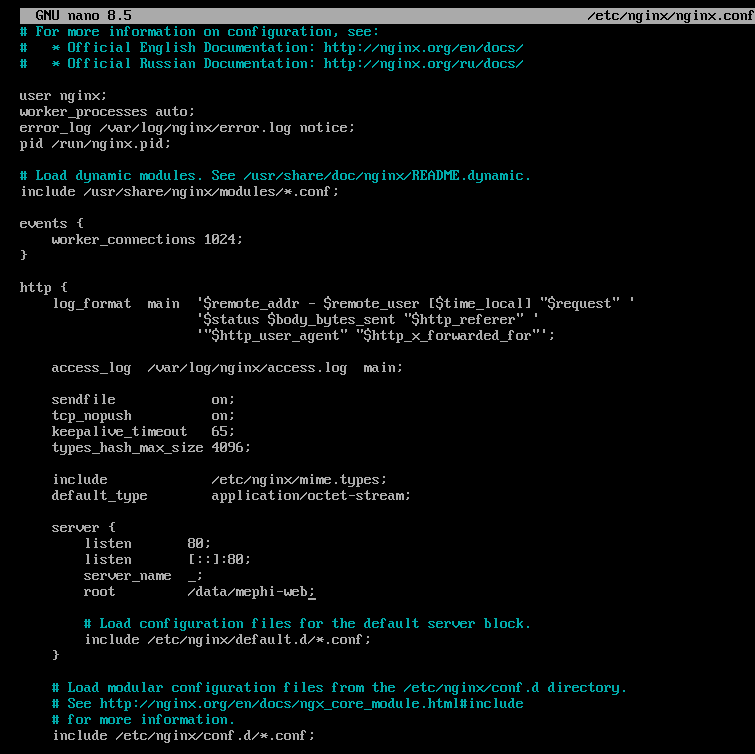 GNU nano 8.5 /etc/nginx/nginx.conf
# For more information on configuration, see:
#   * Official English Documentation: http://nginx.org/en/docs/
#   * Official Russian Documentation: http://nginx.org/ru/docs/

user nginx;
worker_processes auto;
error_log /var/log/nginx/error.log notice;
pid /run/nginx.pid;

# Load dynamic modules. See /usr/share/doc/nginx/README.dynamic.
include /usr/share/nginx/modules/*.conf;

events {
    worker_connections 1024;
}

http {
    log_format  main  '$remote_addr - $remote_user [$time_local] "$request" '
                      '$status $body_bytes_sent "$http_referer" '
                      '"$http_user_agent" "$http_x_forwarded_for"';

    access_log  /var/log/nginx/access.log  main;

    sendfile            on;
    tcp_nopush          on;
    keepalive_timeout   65;
    types_hash_max_size 4096;

    include             /etc/nginx/mime.types;
    default_type        application/octet-stream;

    server {
        listen       80;
        listen       [::]:80;
        server_name  _;
        root         /data/mephi-web;

        # Load configuration files for the default server block.
        include /etc/nginx/default.d/*.conf;
    }

    # Load modular configuration files from the /etc/nginx/conf.d directory.
    # See http://nginx.org/en/docs/ngx_core_module.html#include
    # for more information.
    include /etc/nginx/conf.d/*.conf;